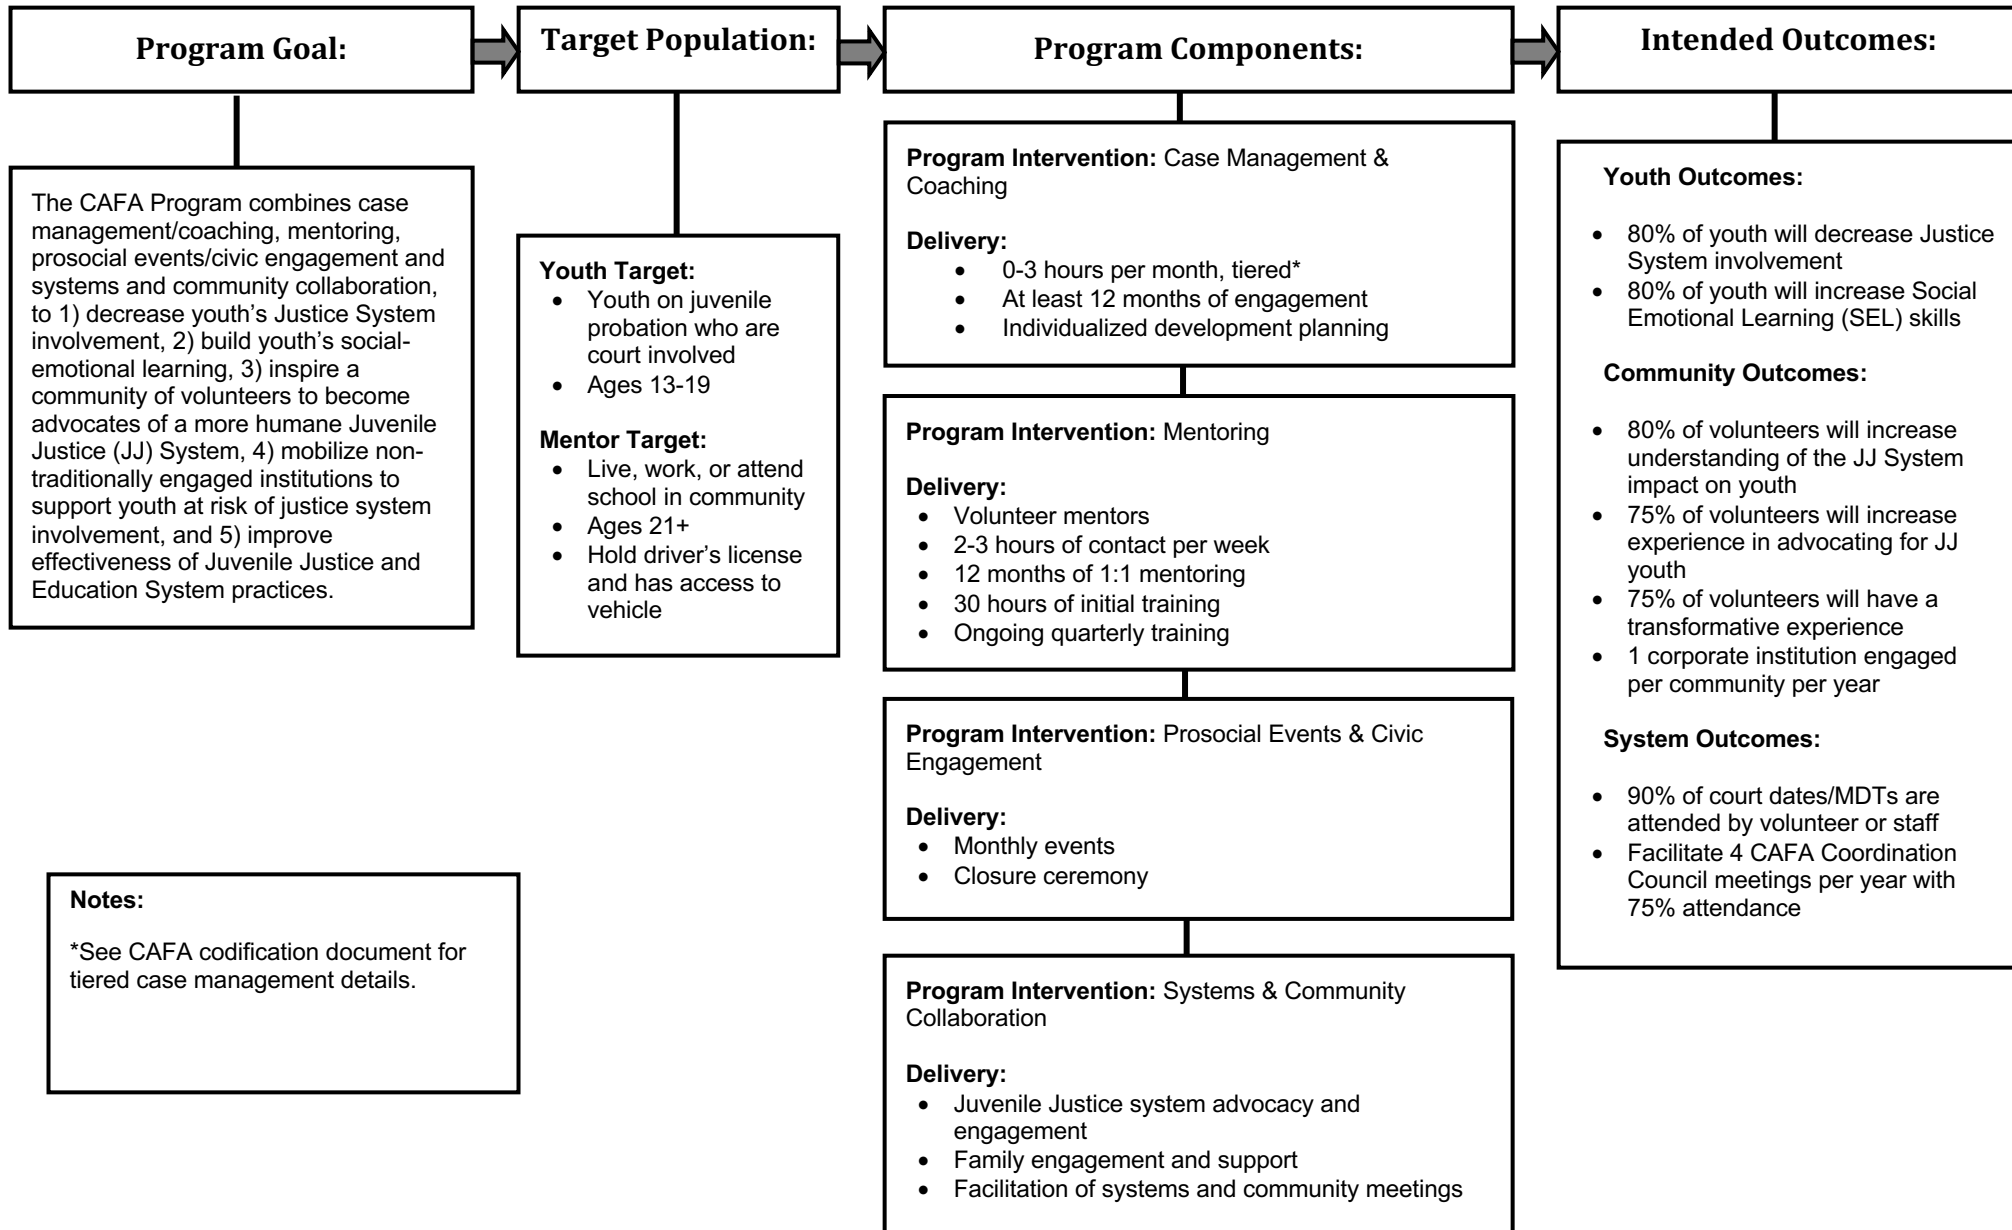 Program Goal:
The CAFA Program combines case
management/coaching, mentoring,
prosocial events/civic engagement and
systems and community collaboration,
to 1) decrease youth's Justice System
involvement, 2) build youth's social-
emotional learning, 3) inspire a
community of volunteers to become
advocates of a more humane Juvenile
Justice (JJ) System, 4) mobilize non-
traditionally engaged institutions to
support youth at risk of justice system
involvement, and 5) improve
effectiveness of Juvenile Justice and
Education System practices.
Notes:
*See CAFA codification document for
tiered case management details.
Target Population:
Youth Target:
• Youth on juvenile
probation who are
court involved
• Ages 13-19
Mentor Target:
• Live, work, or attend
school in community
• Ages 21+
• Hold driver's license
and has access to
vehicle
Program Components:
Program Intervention: Case Management &
Coaching
Delivery:
• 0-3 hours per month, tiered*
• At least 12 months of engagement
• Individualized development planning
Program Intervention: Mentoring
Delivery:
• Volunteer mentors
• 2-3 hours of contact per week
• 12 months of 1:1 mentoring
• 30 hours of initial training
• Ongoing quarterly training
Program Intervention: Prosocial Events & Civic
Engagement
Delivery:
• Monthly events
• Closure ceremony
Program Intervention: Systems & Community
Collaboration
Delivery:
• Juvenile Justice system advocacy and
engagement
• Family engagement and support
• Facilitation of systems and community meetings
Intended Outcomes:
Youth Outcomes:
• 80% of youth will decrease Justice
System involvement
• 80% of youth will increase Social
Emotional Learning (SEL) skills
Community Outcomes:
• 80% of volunteers will increase
understanding of the JJ System
impact on youth
• 75% of volunteers will increase
experience in advocating for JJ
youth
• 75% of volunteers will have a
transformative experience
• 1 corporate institution engaged
per community per year
System Outcomes:
• 90% of court dates/MDTs are
attended by volunteer or staff
• Facilitate 4 CAFA Coordination
Council meetings per year with
75% attendance